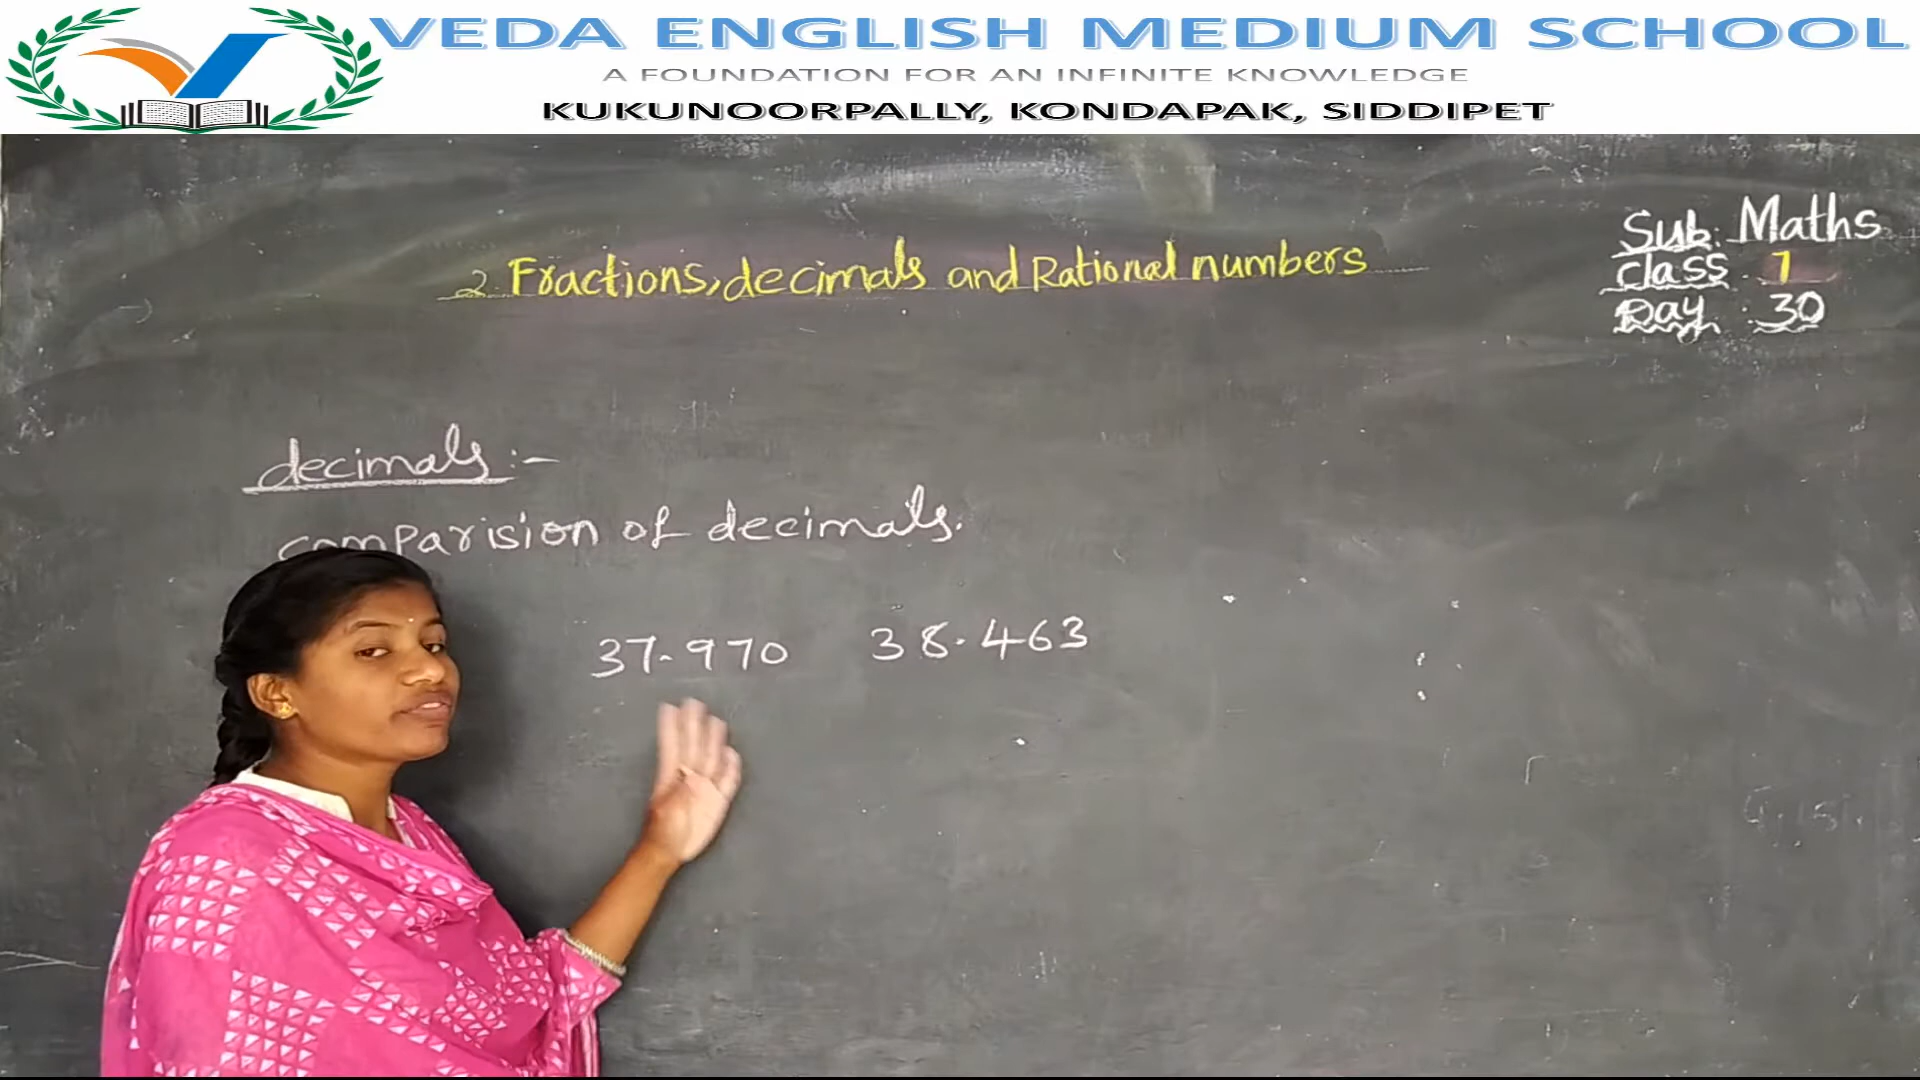 VEDA ENGLISH MEDIUM SCHOOL
A FOUNDATION FOR AN INFINITE KNOWLEDGE
KUKUNOORPALLY, KONDAPAK, SIDDIPET
Sub: Maths
class : 7
Day : 30
2. Fractions, decimals and Rational numbers
decimals :-
comparision of decimals.
37.970 38.463